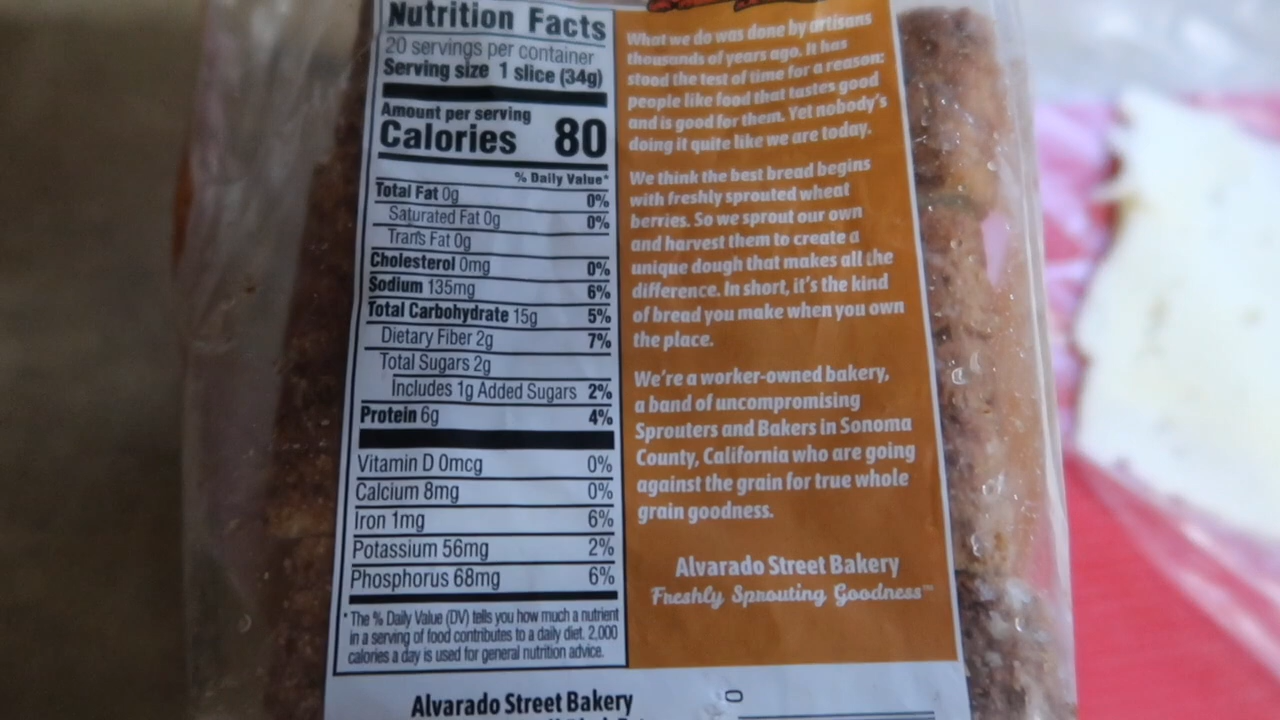 Nutrition Facts
20 servings per container
Serving size 1 slice (34g)
Amount per serving
Calories 80
% Daily Value*
Total Fat 0g 0%
Saturated Fat 0g 0%
Trans Fat 0g
Cholesterol 0mg 0%
Sodium 135mg 6%
Total Carbohydrate 15g 5%
Dietary Fiber 2g 7%
Total Sugars 2g
Includes 1g Added Sugars 2%
Protein 6g 4%
Vitamin D 0mcg 0%
Calcium 8mg 0%
Iron 1mg 6%
Potassium 56mg 2%
Phosphorus 68mg 6%
* The % Daily Value (DV) tells you how much a nutrient
in a serving of food contributes to a daily diet. 2,000
calories a day is used for general nutrition advice.
What we do was done by artisans
thousands of years ago. It has
stood the test of time for a reason:
people like food that tastes good
and is good for them. Yet nobody's
doing it quite like we are today.
We think the best bread begins
with freshly sprouted wheat
berries. So we sprout our own
and harvest them to create a
unique dough that makes all the
difference. In short, it's the kind
of bread you make when you own
the place.
We're a worker-owned bakery,
a band of uncompromising
Sprouters and Bakers in Sonoma
County, California who are going
against the grain for true whole
grain goodness.
Alvarado Street Bakery
Freshly Sprouting Goodness™
Alvarado Street Bakery
0